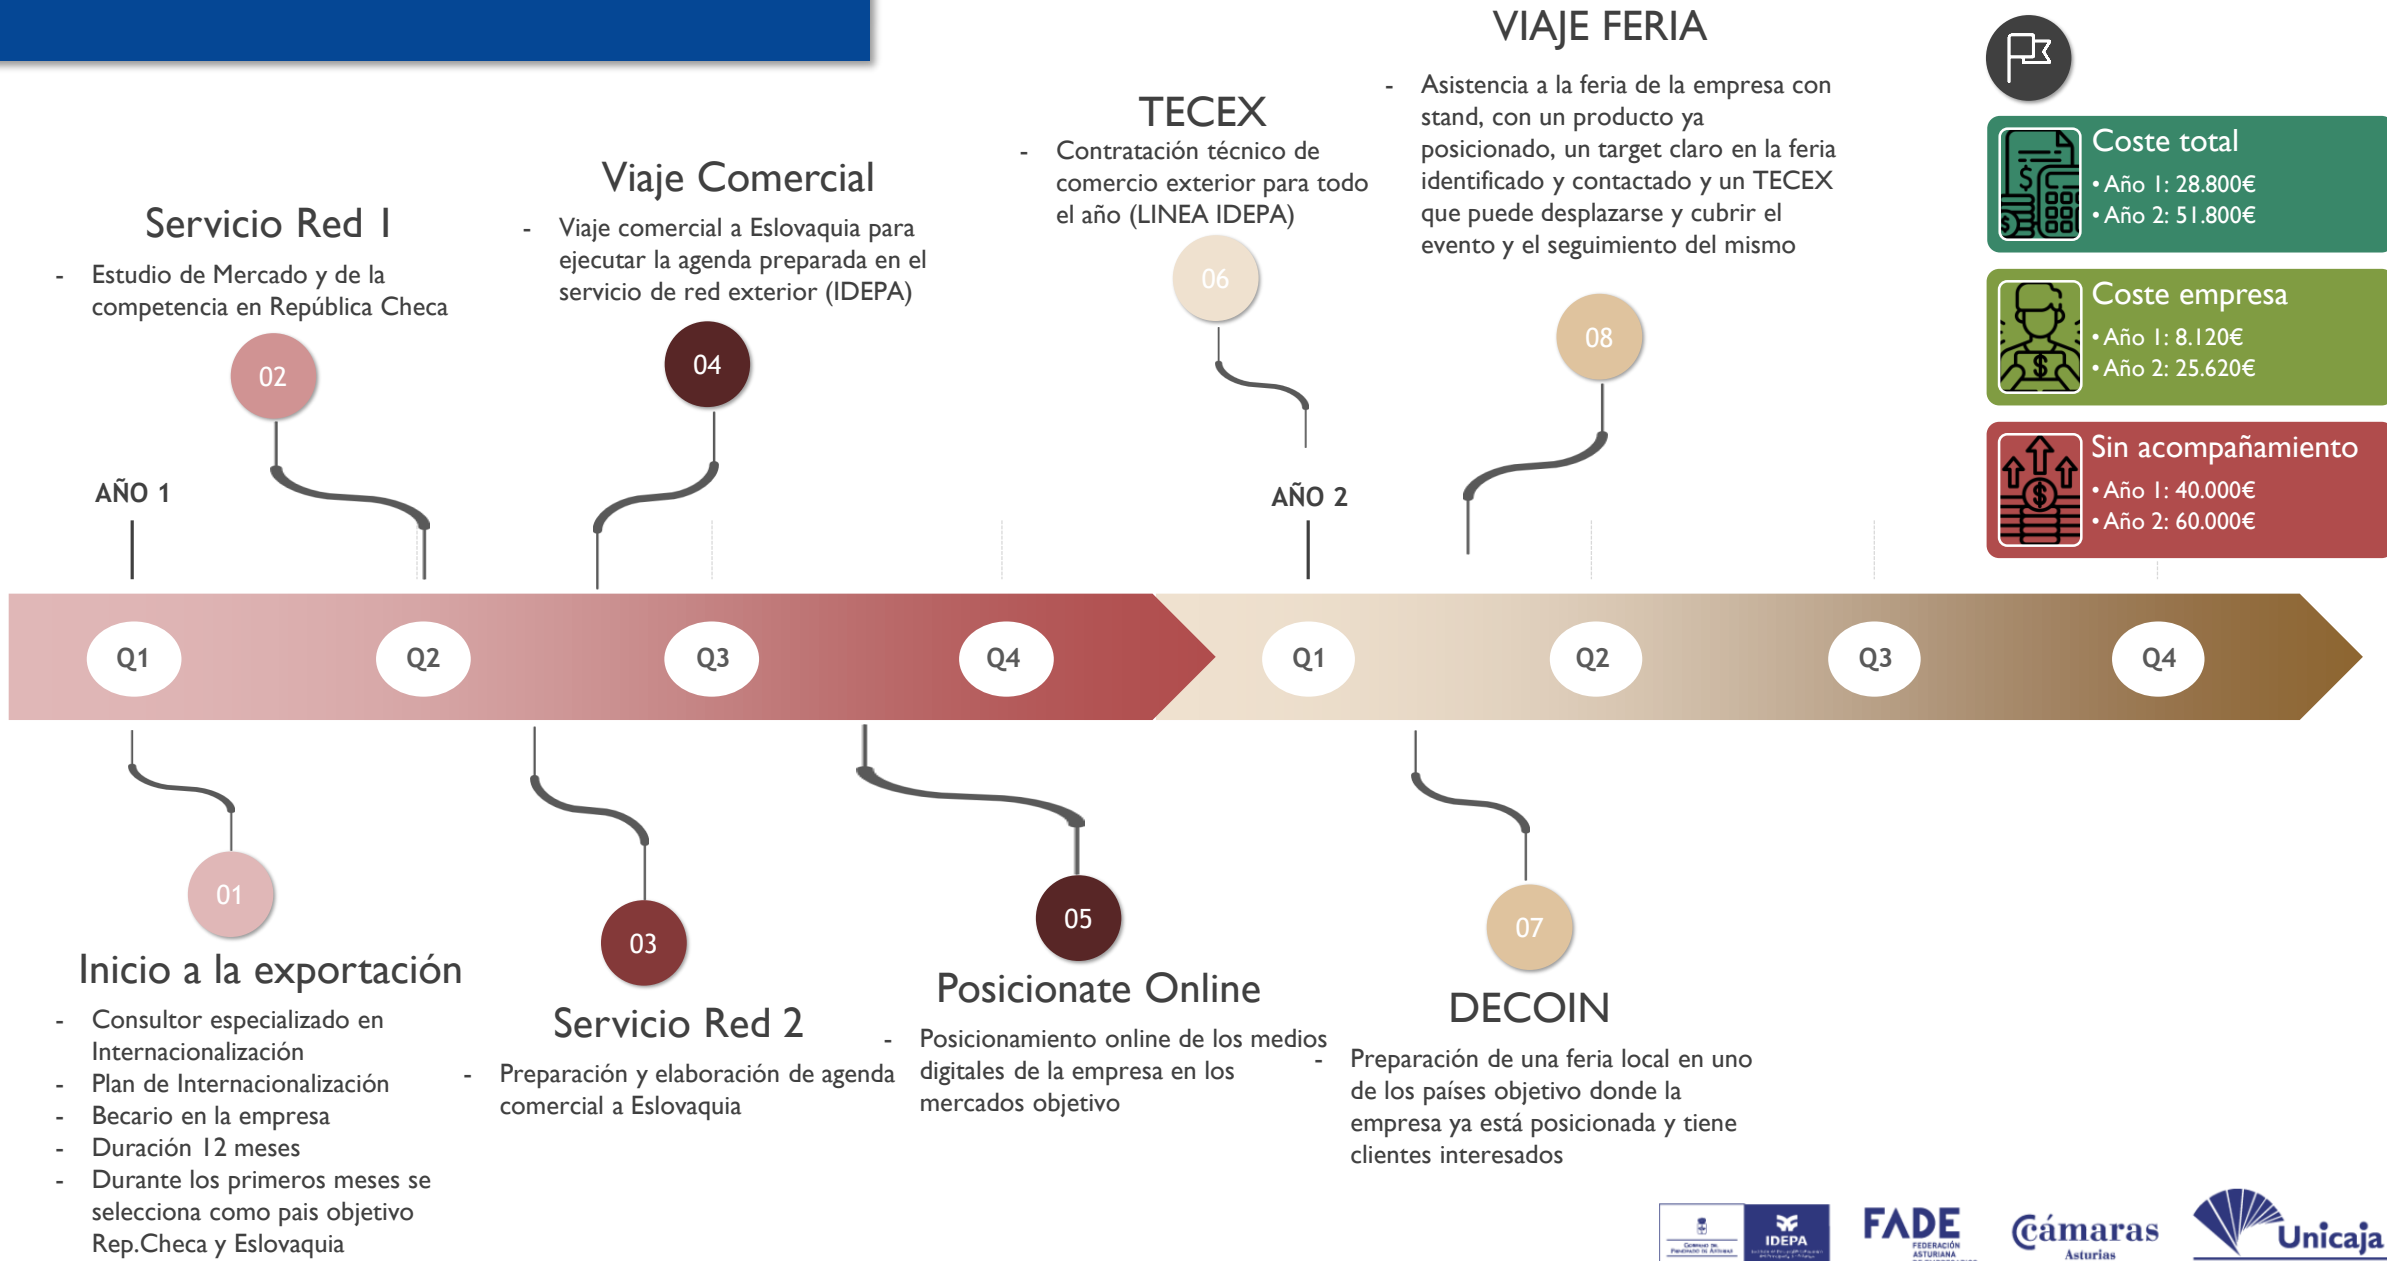 VIAJE FERIA
- Asistencia a la feria de la empresa con
stand, con un producto ya
posicionado, un target claro en la feria
identificado y contactado y un TECEX
que puede desplazarse y cubrir el
evento y el seguimiento del mismo
08
TECEX
- Contratación técnico de
comercio exterior para todo
el año (LINEA IDEPA)
06
Viaje Comercial
- Viaje comercial a Eslovaquia para
ejecutar la agenda preparada en el
servicio de red exterior (IDEPA)
04
Servicio Red 1
- Estudio de Mercado y de la
competencia en República Checa
02
Coste total
• Año 1: 28.800€
• Año 2: 51.800€
Coste empresa
• Año 1: 8.120€
• Año 2: 25.620€
Sin acompañamiento
• Año 1: 40.000€
• Año 2: 60.000€
AÑO 1
AÑO 2
Q1
Q2
Q3
Q4
Q1
Q2
Q3
Q4
01
Inicio a la exportación
- Consultor especializado en
Internacionalización
- Plan de Internacionalización
- Becario en la empresa
- Duración 12 meses
- Durante los primeros meses se
selecciona como pais objetivo
Rep.Checa y Eslovaquia
03
Servicio Red 2
- Preparación y elaboración de agenda
comercial a Eslovaquia
05
Posicionate Online
- Posicionamiento online de los medios
digitales de la empresa en los
mercados objetivo
07
DECOIN
- Preparación de una feria local en uno
de los países objetivo donde la
empresa ya está posicionada y tiene
clientes interesados
GOBIERNO DEL
PRINCIPADO DE ASTURIAS
IDEPA
FADE
FEDERACIÓN
ASTURIANA
cámaras
Asturias
Unicaja